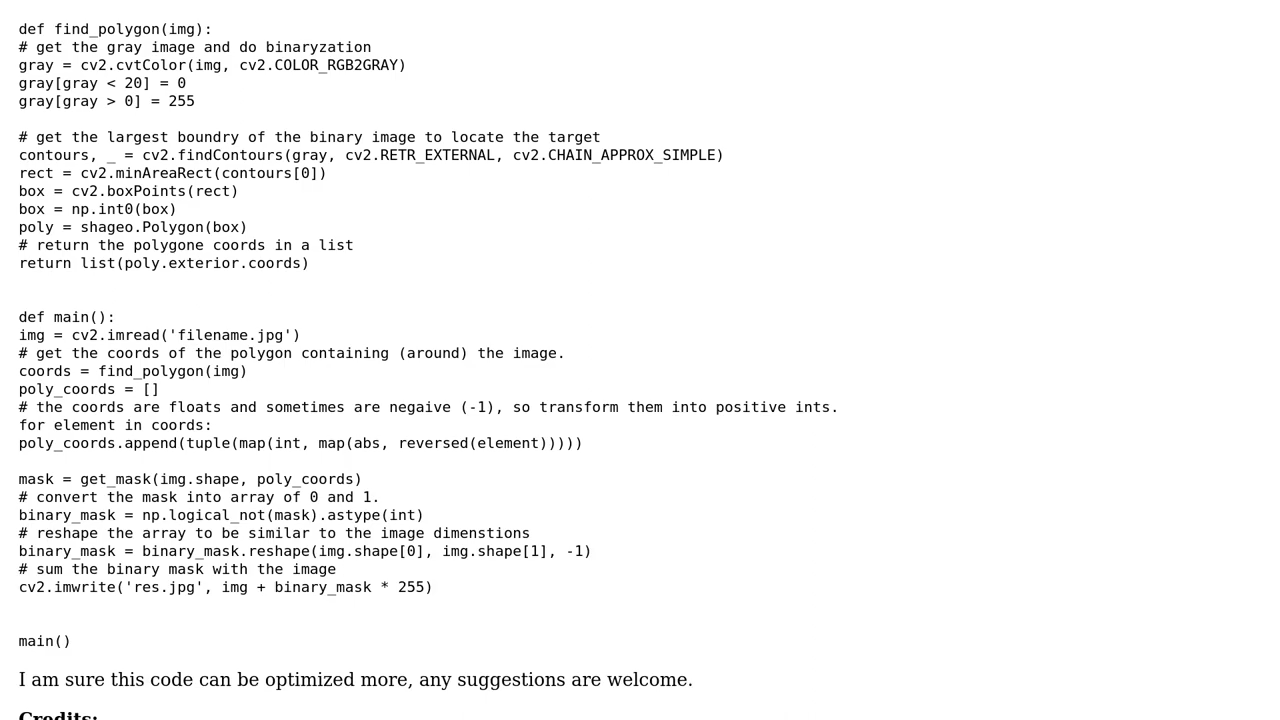 def find_polygon(img):
# get the gray image and do binaryzation
gray = cv2.cvtColor(img, cv2.COLOR_RGB2GRAY)
gray[gray < 20] = 0
gray[gray > 0] = 255
# get the largest boundry of the binary image to locate the target
contours, _ = cv2.findContours(gray, cv2.RETR_EXTERNAL, cv2.CHAIN_APPROX_SIMPLE)
rect = cv2.minAreaRect(contours[0])
box = cv2.boxPoints(rect)
box = np.int0(box)
poly = shageo.Polygon(box)
# return the polygone coords in a list
return list(poly.exterior.coords)
def main():
img = cv2.imread('filename.jpg')
# get the coords of the polygon containing (around) the image.
coords = find_polygon(img)
poly_coords = []
# the coords are floats and sometimes are negaive (-1), so transform them into positive ints.
for element in coords:
poly_coords.append(tuple(map(int, map(abs, reversed(element)))))
mask = get_mask(img.shape, poly_coords)
# convert the mask into array of 0 and 1.
binary_mask = np.logical_not(mask).astype(int)
# reshape the array to be similar to the image dimenstions
binary_mask = binary_mask.reshape(img.shape[0], img.shape[1], -1)
# sum the binary mask with the image
cv2.imwrite('res.jpg', img + binary_mask * 255)
main()
I am sure this code can be optimized more, any suggestions are welcome.
Credits: